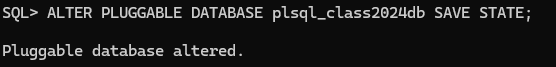 SQL> ALTER PLUGGABLE DATABASE plsql_class2024db SAVE STATE;
Pluggable database altered.